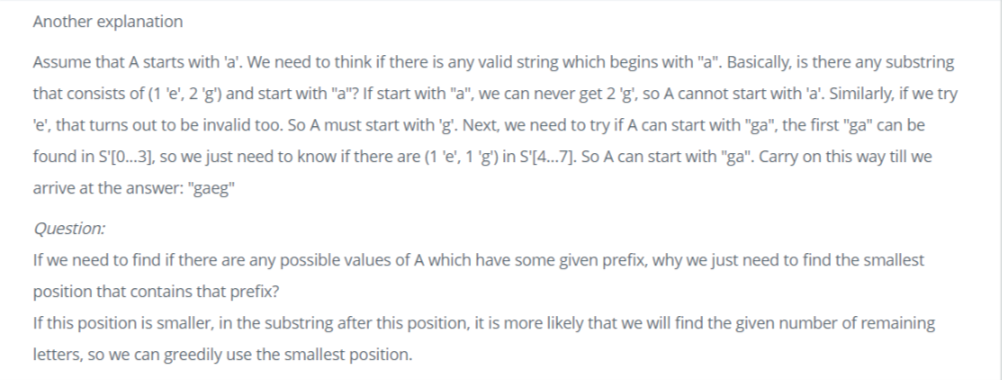 Another explanation
Assume that A starts with 'a'. We need to think if there is any valid string which begins with "a". Basically, is there any substring
that consists of (1 'e', 2 'g') and start with "a"? If start with "a", we can never get 2 'g', so A cannot start with 'a'. Similarly, if we try
'e', that turns out to be invalid too. So A must start with 'g'. Next, we need to try if A can start with "ga", the first "ga" can be
found in S'[0...3], so we just need to know if there are (1 'e', 1 'g') in S'[4...7]. So A can start with "ga". Carry on this way till we
arrive at the answer: "gaeg"
Question:
If we need to find if there are any possible values of A which have some given prefix, why we just need to find the smallest
position that contains that prefix?
If this position is smaller, in the substring after this position, it is more likely that we will find the given number of remaining
letters, so we can greedily use the smallest position.